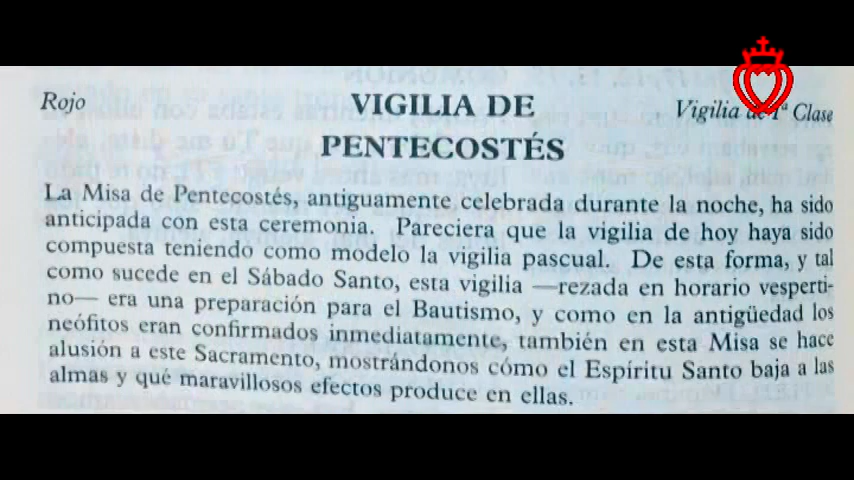 Rojo
VIGILIA DE
PENTECOSTÉS
Vigilia de 1ª Clase
La Misa de Pentecostés, antiguamente celebrada durante la noche, ha sido
anticipada con esta ceremonia. Pareciera que la vigilia de hoy haya sido
compuesta teniendo como modelo la vigilia pascual. De esta forma, y tal
como sucede en el Sábado Santo, esta vigilia —rezada en horario vesperti-
no— era una preparación para el Bautismo, y como en la antigüedad los
neófitos eran confirmados inmediatamente, también en esta Misa se hace
alusión a este Sacramento, mostrándonos cómo el Espíritu Santo baja a las
almas y qué maravillosos efectos produce en ellas.